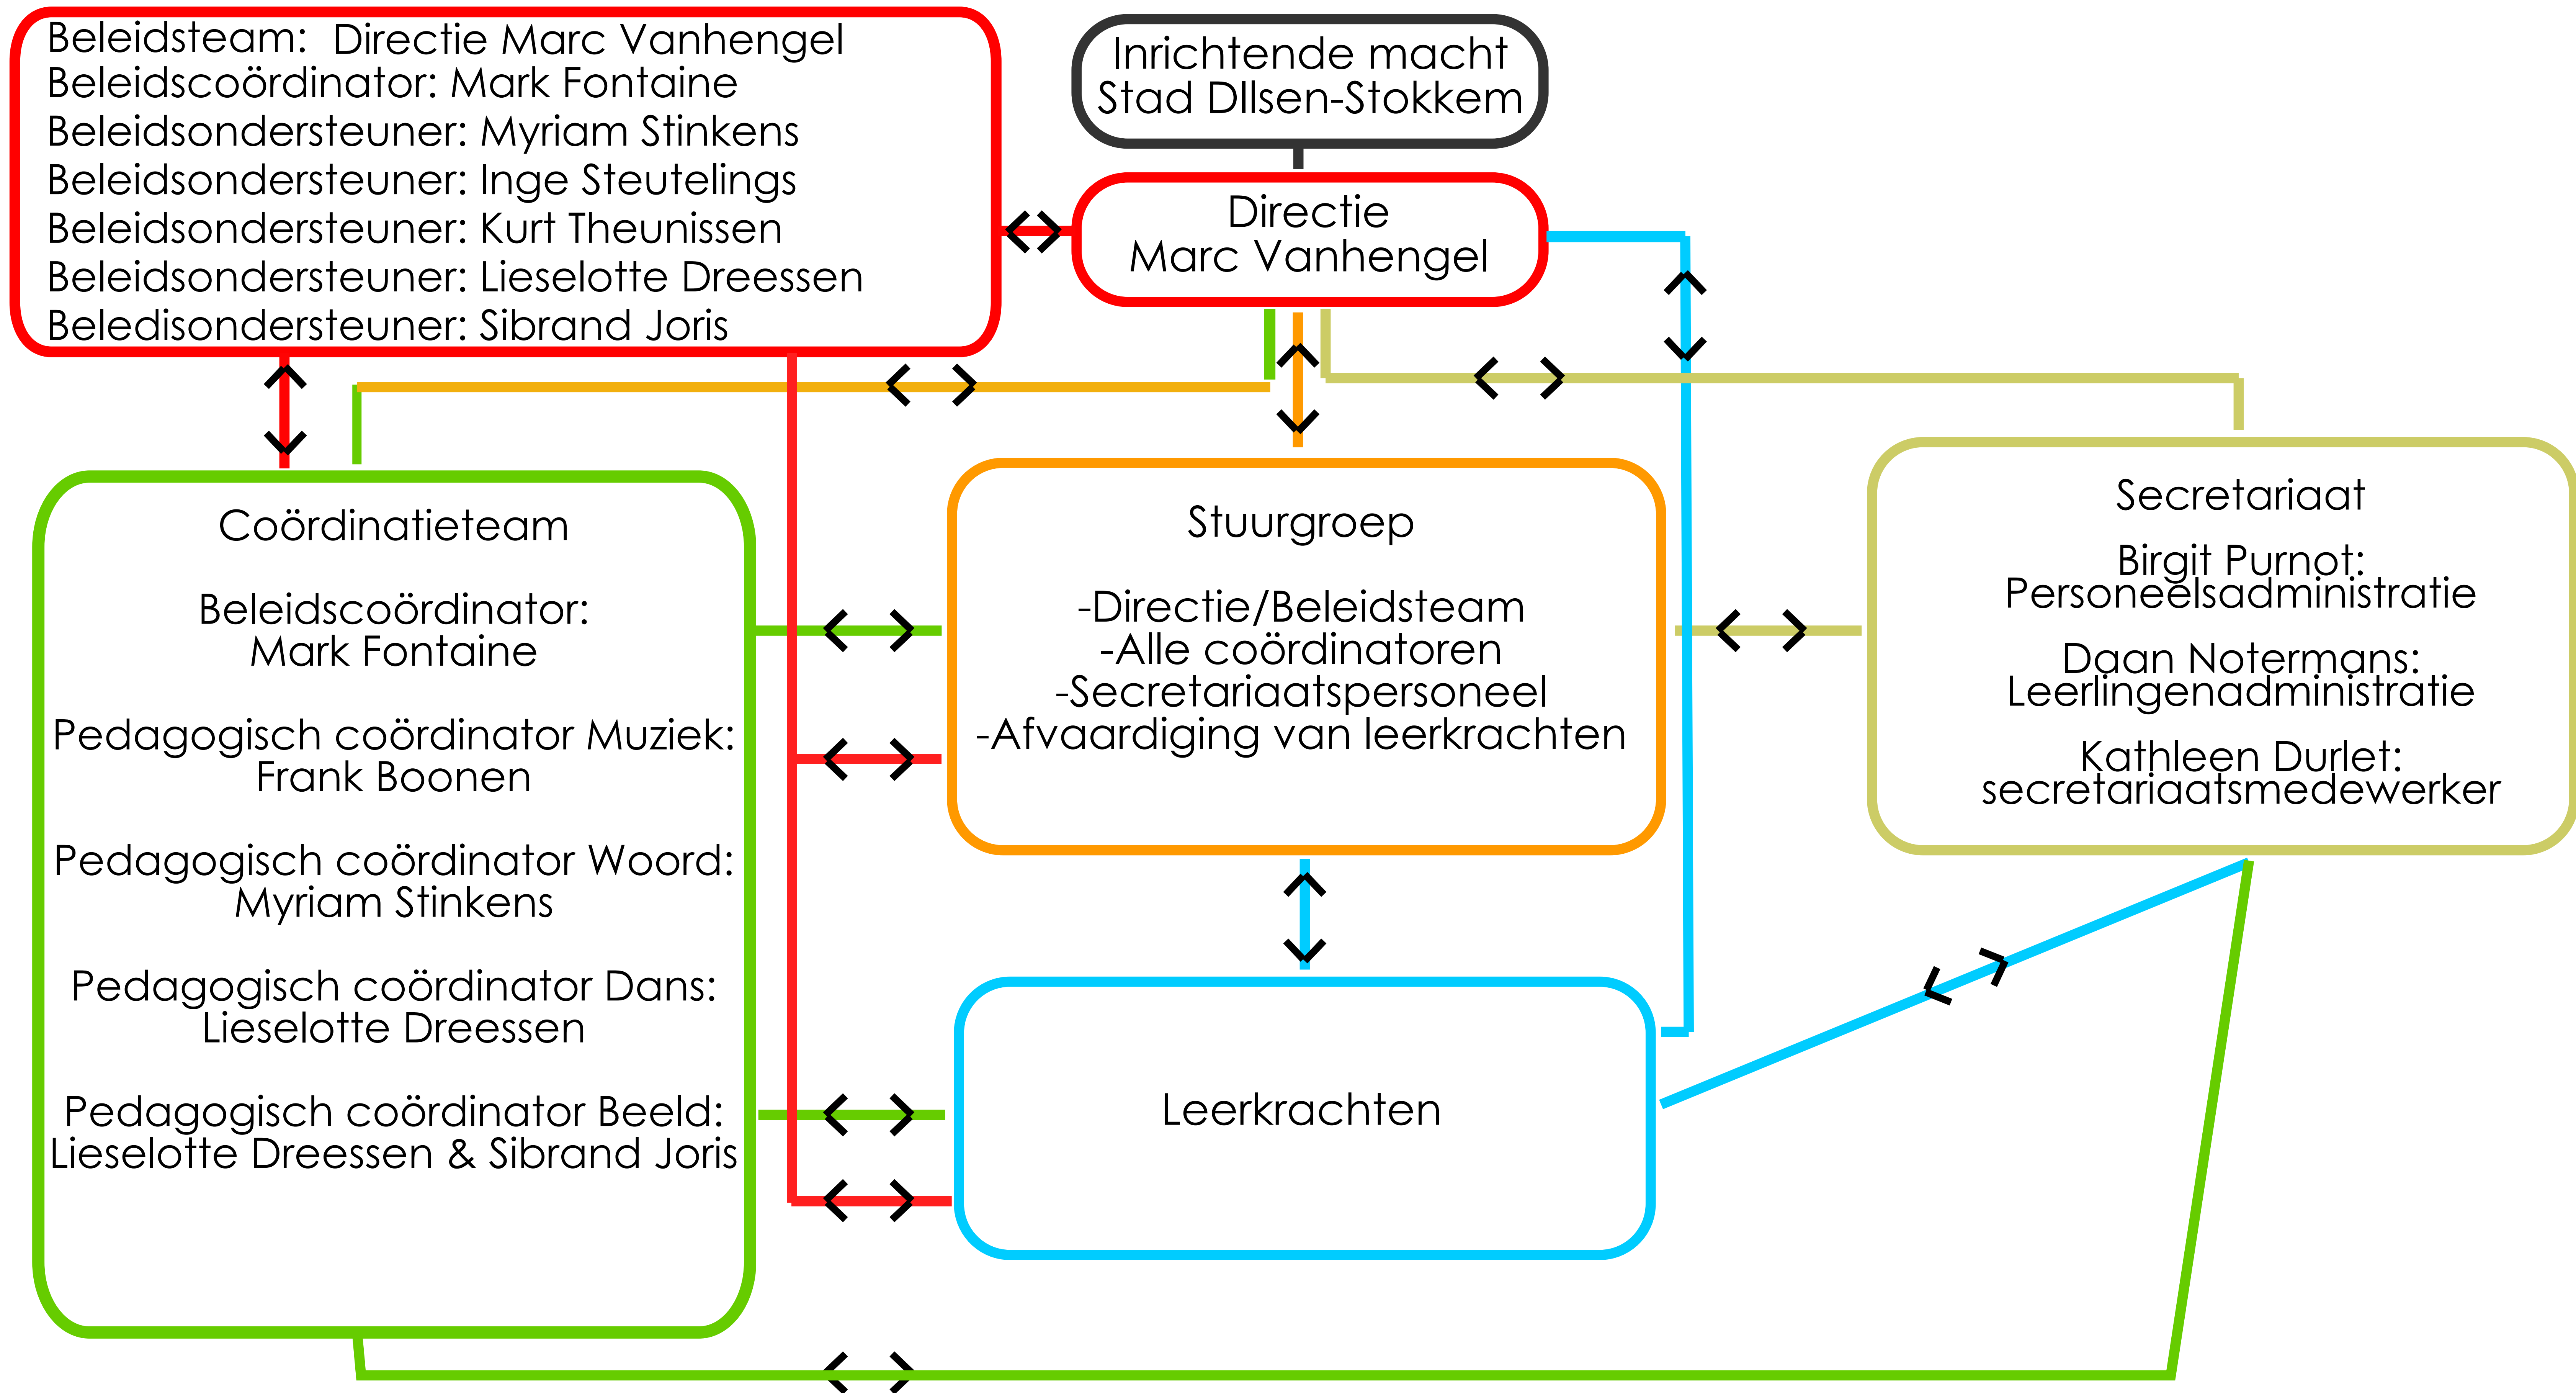 Beleidsteam: Directie Marc Vanhengel
Beleidscoördinator: Mark Fontaine
Beleidsondersteuner: Myriam Stinkens
Beleidsondersteuner: Inge Steutelings
Beleidsondersteuner: Kurt Theunissen
Beleidsondersteuner: Lieselotte Dreessen
Beledisondersteuner: Sibrand Joris
Inrichtende macht
Stad DIlsen-Stokkem
Directie
Marc Vanhengel
Coördinatieteam
Beleidscoördinator:
Mark Fontaine
Pedagogisch coördinator Muziek:
Frank Boonen
Pedagogisch coördinator Woord:
Myriam Stinkens
Pedagogisch coördinator Dans:
Lieselotte Dreessen
Pedagogisch coördinator Beeld:
Lieselotte Dreessen & Sibrand Joris
Stuurgroep
-Directie/Beleidsteam
-Alle coördinatoren
-Secretariaatspersoneel
-Afvaardiging van leerkrachten
Secretariaat
Birgit Purnot:
Personeelsadministratie
Daan Notermans:
Leerlingenadministratie
Kathleen Durlet:
secretariaatsmedewerker
Leerkrachten